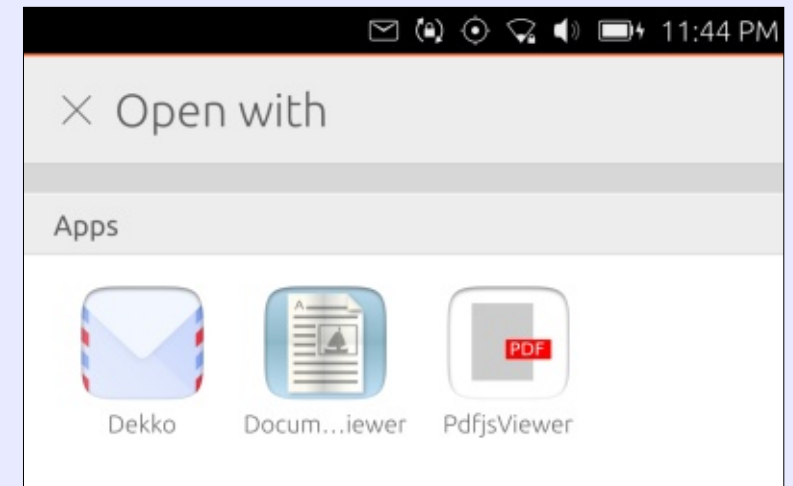 11:44 PM
Open with
Apps
A
PDF
Dekko Docum...iewer PdfjsViewer